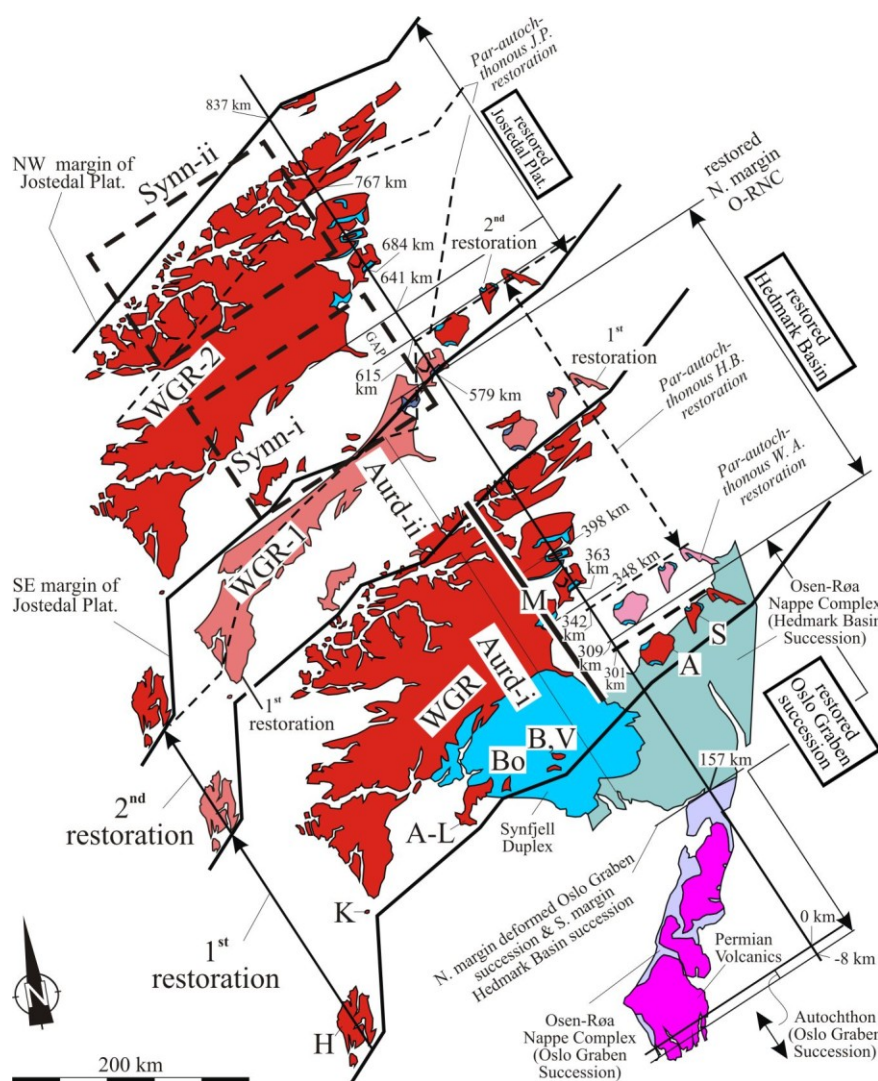 Par-autoch-
thonous J.P.
restoration
837 km
restored
Jostedal Plat.
NW margin of
Jostedal Plat.
Synn-ii
restored
N. margin
O-RNC
767 km
2nd
restoration
684 km
641 km
restored
Hedmark Basin
GAP
WGR-2
615
km
579 km
1st
restoration
Par-autoch-
thonous H.B.
restoration
Synn-i
Aurd-ii
Par-autoch-
thonous W. A.
restoration
WGR-1
398 km
363
km
348 km
M
342
km
SE margin of
Jostedal Plat.
Osen-Røa
Nappe Complex
(Hedmark Basin
Succession)
309
km
301
km
S
A
1st
restoration
WGR
Aurd-i
restored
Oslo Graben
succession
B,V
Bo
157 km
2nd
restoration
A-L
Synfjell
Duplex
K
N. margin deformed Oslo Graben
succession & S. margin
Hedmark Basin succession
0 km
-8 km
1st
restoration
Permian
Volcanics
N
H
Osen-Røa
Nappe Complex
(Oslo Graben
Succession)
Autochthon
(Oslo Graben
Succession)
200 km